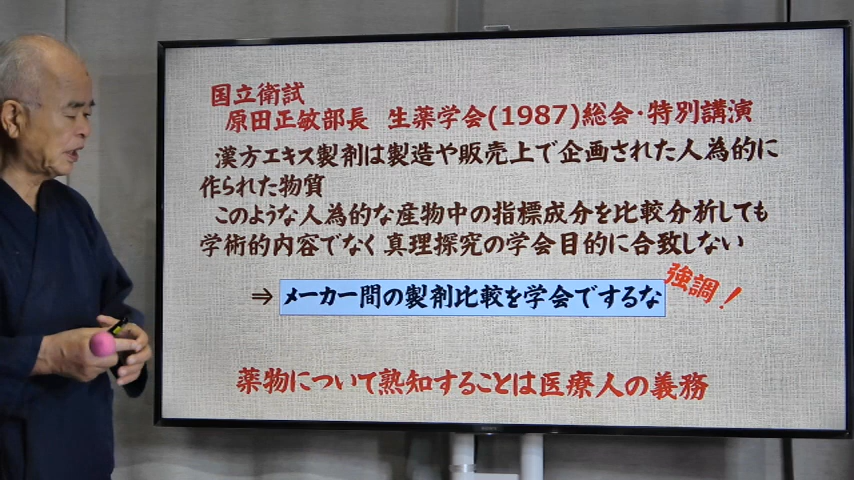 国立衛試
原田正敏部長 生薬学会(1987)総会・特別講演
漢方エキス製剤は製造や販売上で企画された人為的に
作られた物質
このような人為的な産物中の指標成分を比較分析しても
学術的内容でなく 真理探究の学会目的に合致しない
⇒ メーカー間の製剤比較を学会でするな
強調！
薬物について熟知することは医療人の義務
SONY